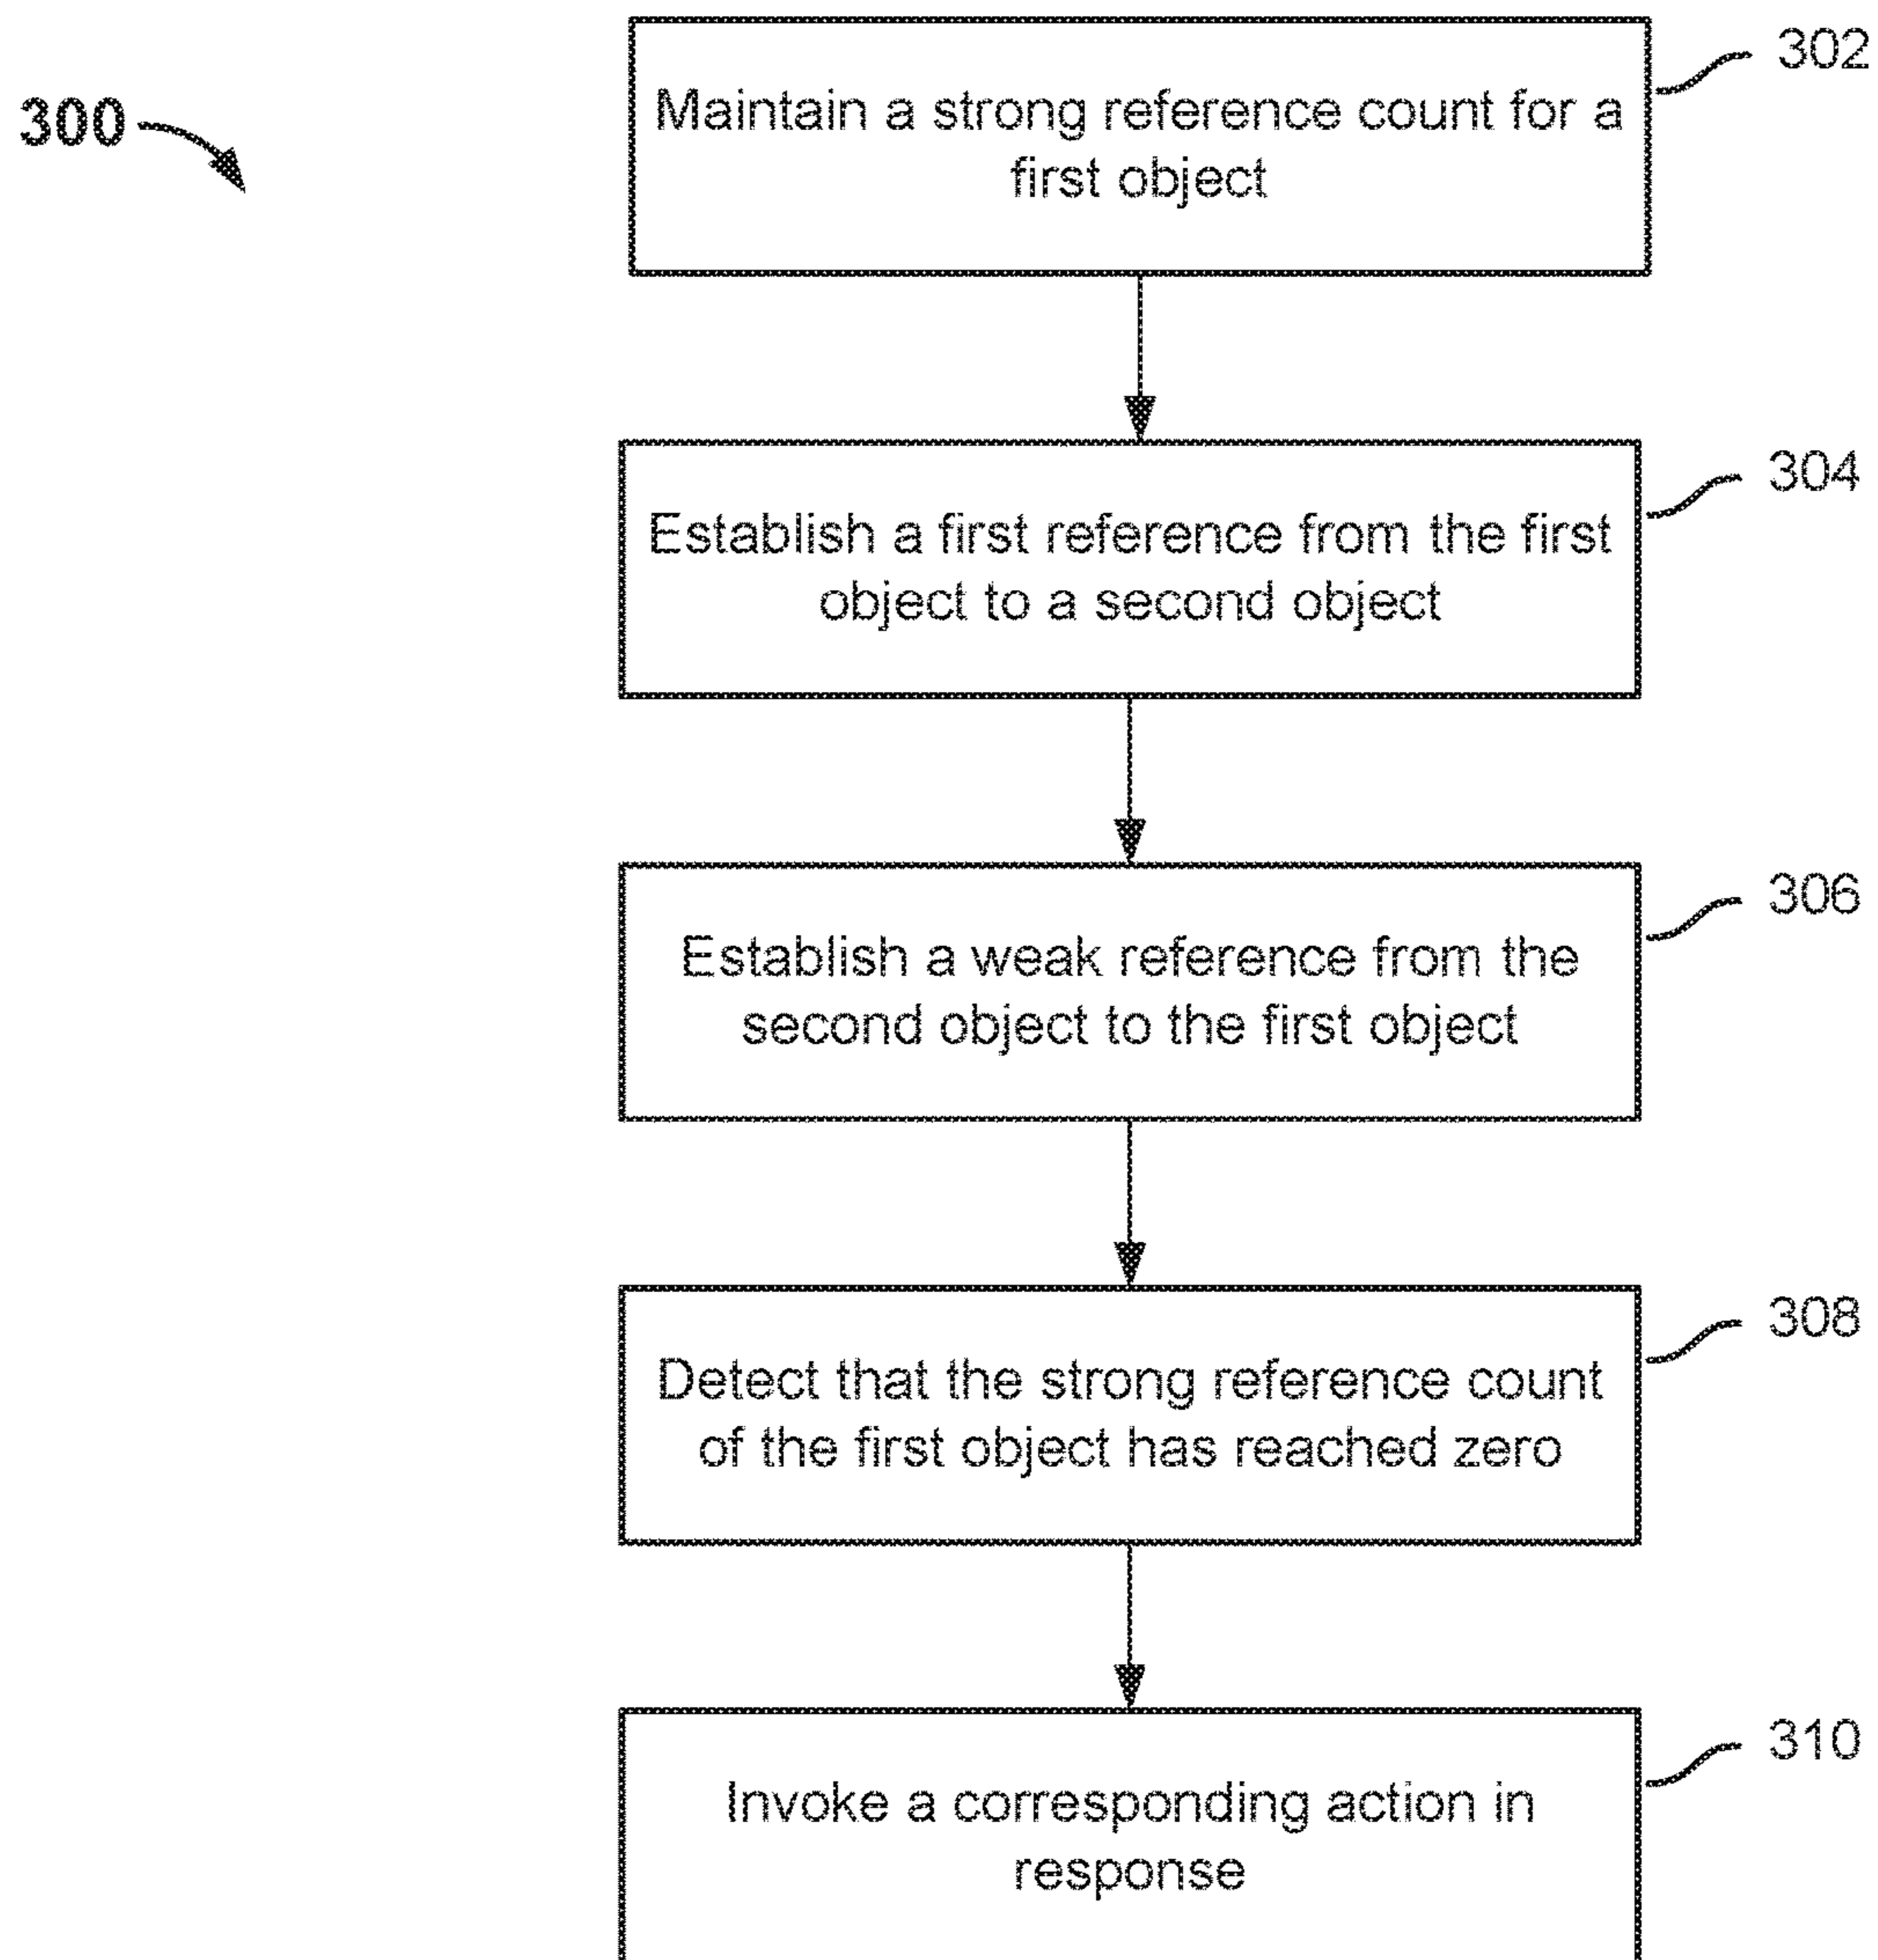 300
302
Maintain a strong reference count for a
first object
304
Establish a first reference from the first
object to a second object
306
Establish a weak reference from the
second object to the first object
308
Detect that the strong reference count
of the first object has reached zero
310
Invoke a corresponding action in
response